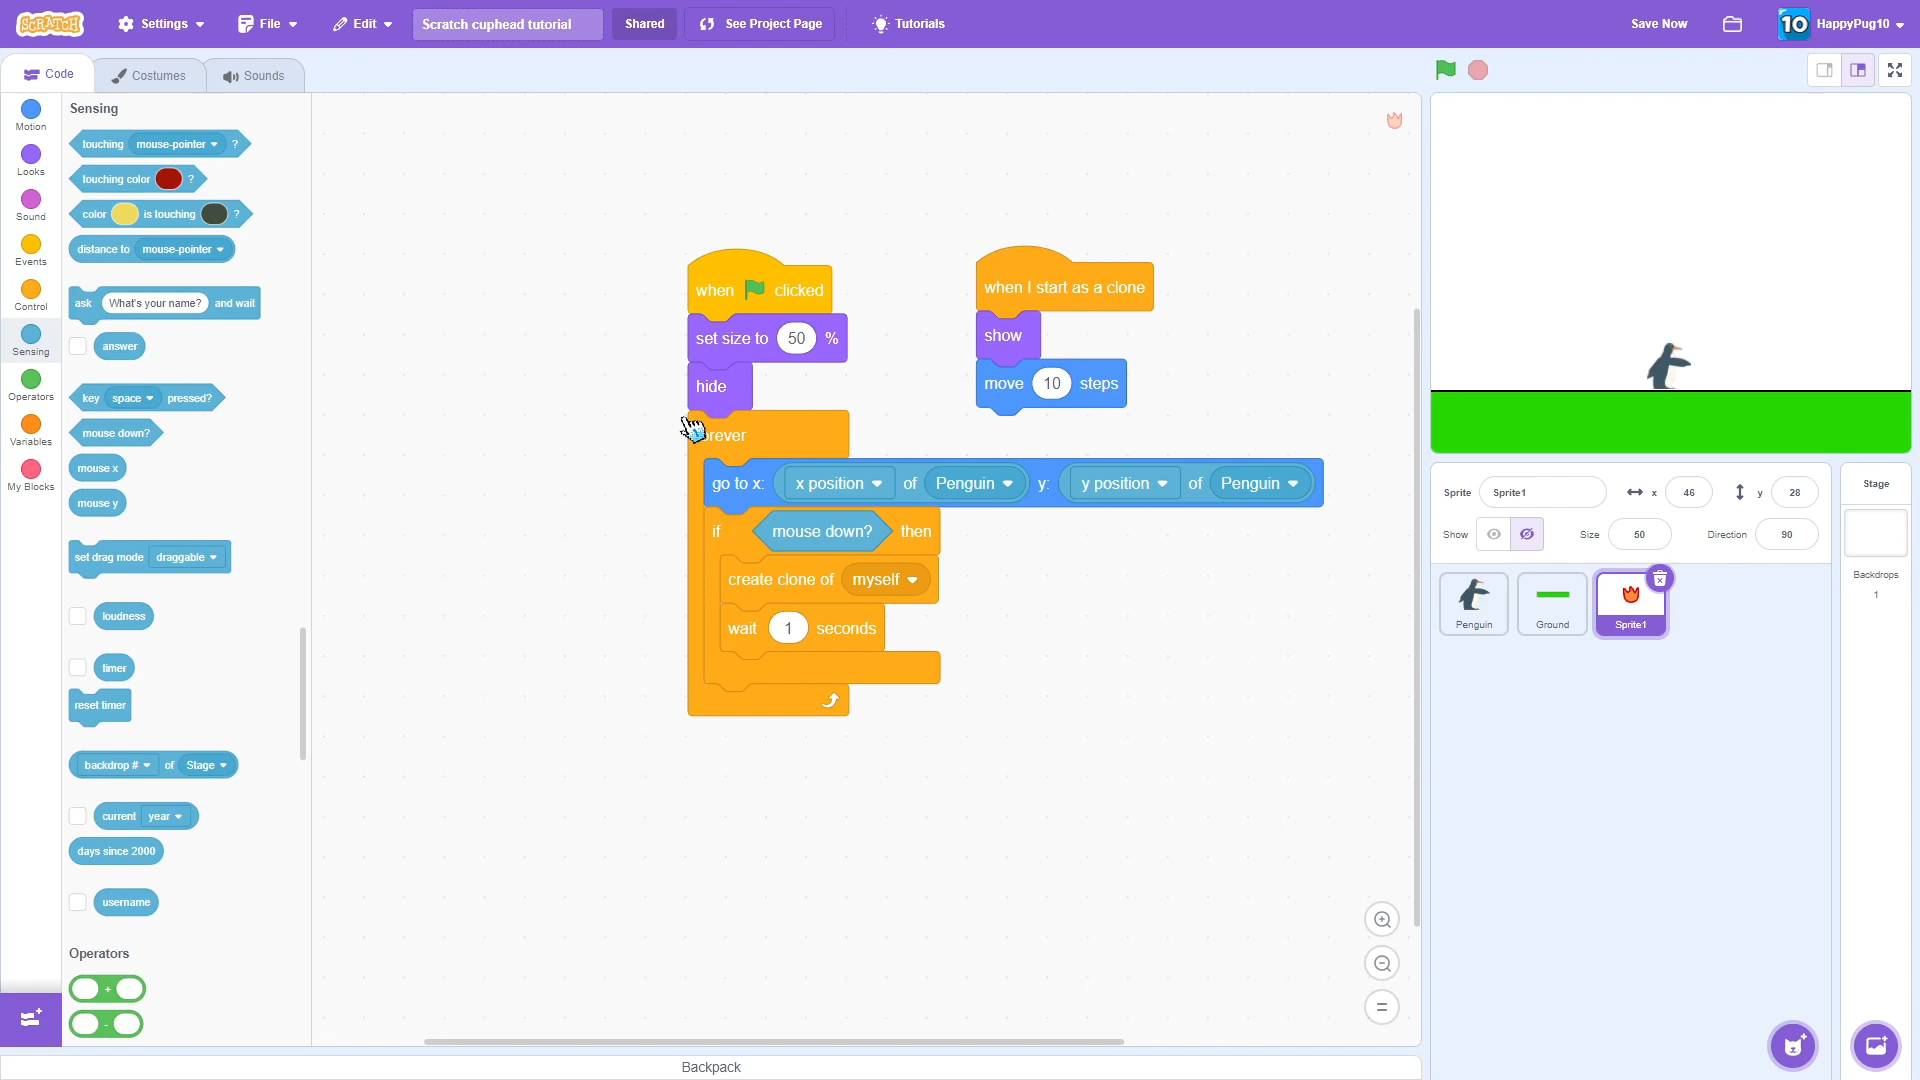 SCRATCH Settings File Edit Scratch cuphead tutorial Shared See Project Page Tutorials Save Now 10 HappyPug10
Code Costumes Sounds
Motion
Looks
Sound
Events
Control
Sensing
Operators
Variables
My Blocks
Sensing
touching mouse-pointer ?
touching color ?
color is touching ?
distance to mouse-pointer
ask What's your name? and wait
answer
key space pressed?
mouse down?
mouse x
mouse y
set drag mode draggable
loudness
timer
reset timer
backdrop # of Stage
current year
days since 2000
username
Operators
+
-
when clicked
set size to 50 %
hide
go to x: x position of Penguin y: y position of Penguin
if mouse down? then
create clone of myself
wait 1 seconds
when I start as a clone
show
move 10 steps
=
Backpack
Sprite Sprite1 x 46 y 28
Show Size 50 Direction 90
Penguin
Ground
Sprite1
Stage
Backdrops
1